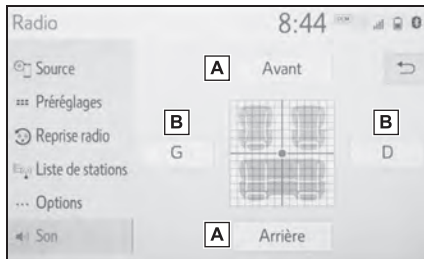 Radio 8:44
Source
A Avant
Préréglages
B B
Reprise radio
G D
Liste de stations
Options
Son
A Arrière